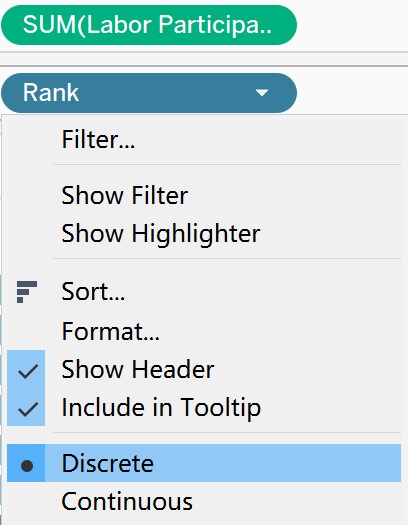 SUM(Labor Participa..
Rank
Filter...
Show Filter
Show Highlighter
Sort...
Format...
Show Header
Include in Tooltip
Discrete
Continuous